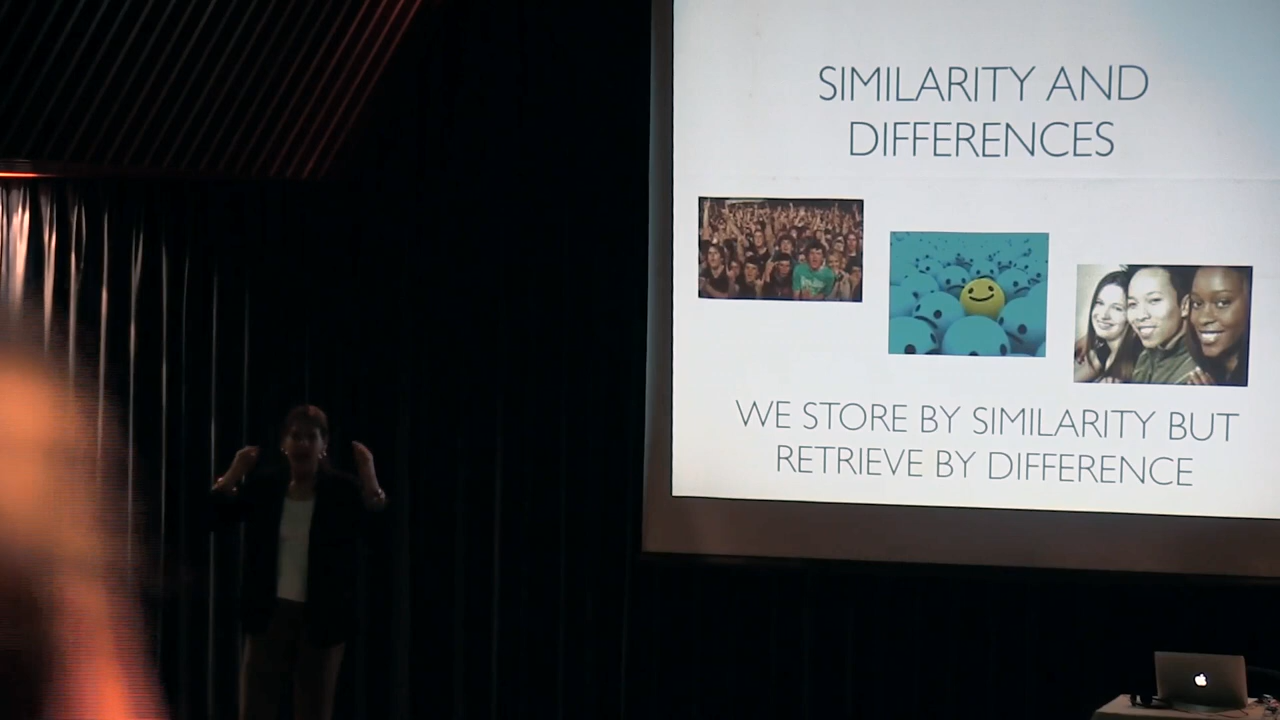 SIMILARITY AND
DIFFERENCES
WE STORE BY SIMILARITY BUT
RETRIEVE BY DIFFERENCE